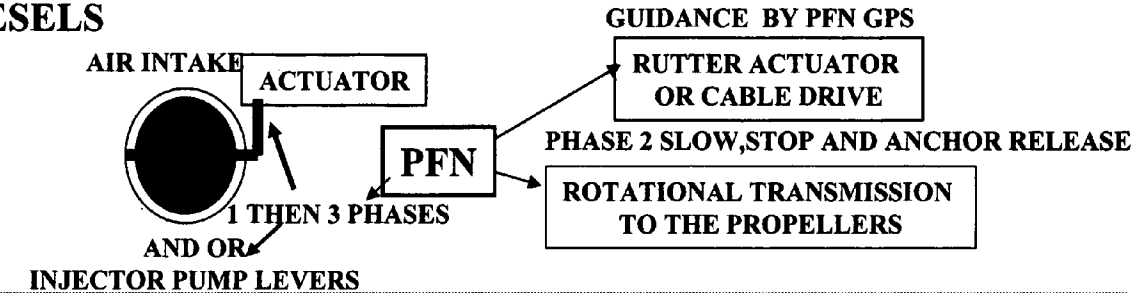 ESELS
AIR INTAKE
ACTUATOR
1 THEN 3 PHASES
AND OR
INJECTOR PUMP LEVERS
PFN
GUIDANCE BY PFN GPS
RUTTER ACTUATOR
OR CABLE DRIVE
PHASE 2 SLOW,STOP AND ANCHOR RELEASE
ROTATIONAL TRANSMISSION
TO THE PROPELLERS